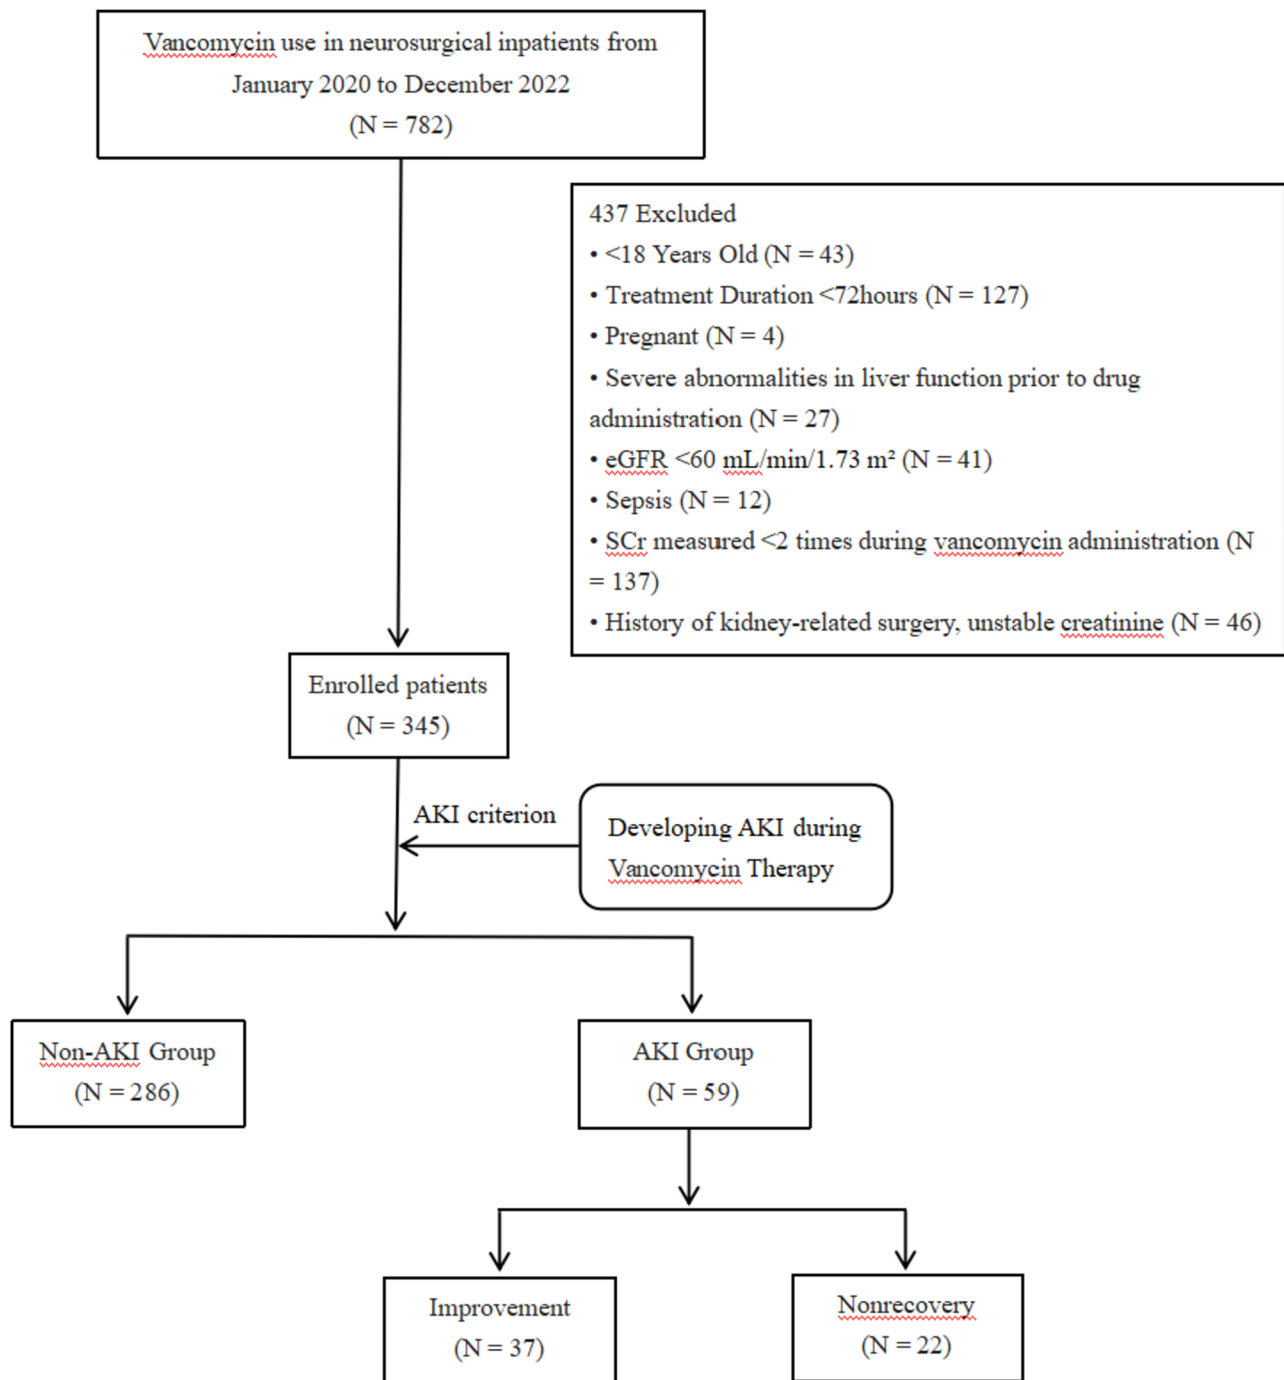 Vancomycin use in neurosurgical inpatients from
January 2020 to December 2022
(N = 782)
437 Excluded
• <18 Years Old (N = 43)
• Treatment Duration <72hours (N = 127)
• Pregnant (N = 4)
• Severe abnormalities in liver function prior to drug
administration (N = 27)
• eGFR <60 mL/min/1.73 m² (N = 41)
• Sepsis (N = 12)
• SCr measured <2 times during vancomycin administration (N
= 137)
• History of kidney-related surgery, unstable creatinine (N = 46)
Enrolled patients
(N = 345)
AKI criterion
Developing AKI during
Vancomycin Therapy
Non-AKI Group
(N = 286)
AKI Group
(N = 59)
Improvement
(N = 37)
Nonrecovery
(N = 22)